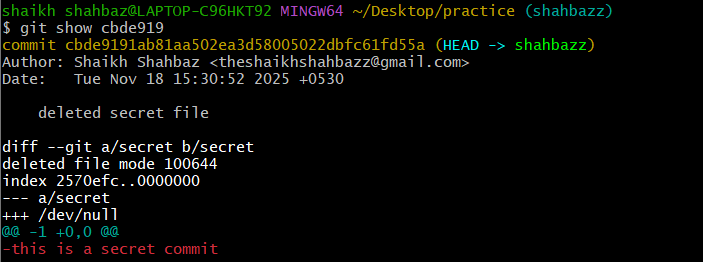 shaikh shahbaz@LAPTOP-C96HKT92 MINGW64 ~/Desktop/practice (shahbazz)
$ git show cbde919
commit cbde9191ab81aa502ea3d58005022dbfc61fd55a (HEAD -> shahbazz)
Author: Shaikh Shahbaz <theshaikhshahbazz@gmail.com>
Date:   Tue Nov 18 15:30:52 2025 +0530

    deleted secret file

diff --git a/secret b/secret
deleted file mode 100644
index 2570efc..0000000
--- a/secret
+++ /dev/null
@@ -1 +0,0 @@
-this is a secret commit